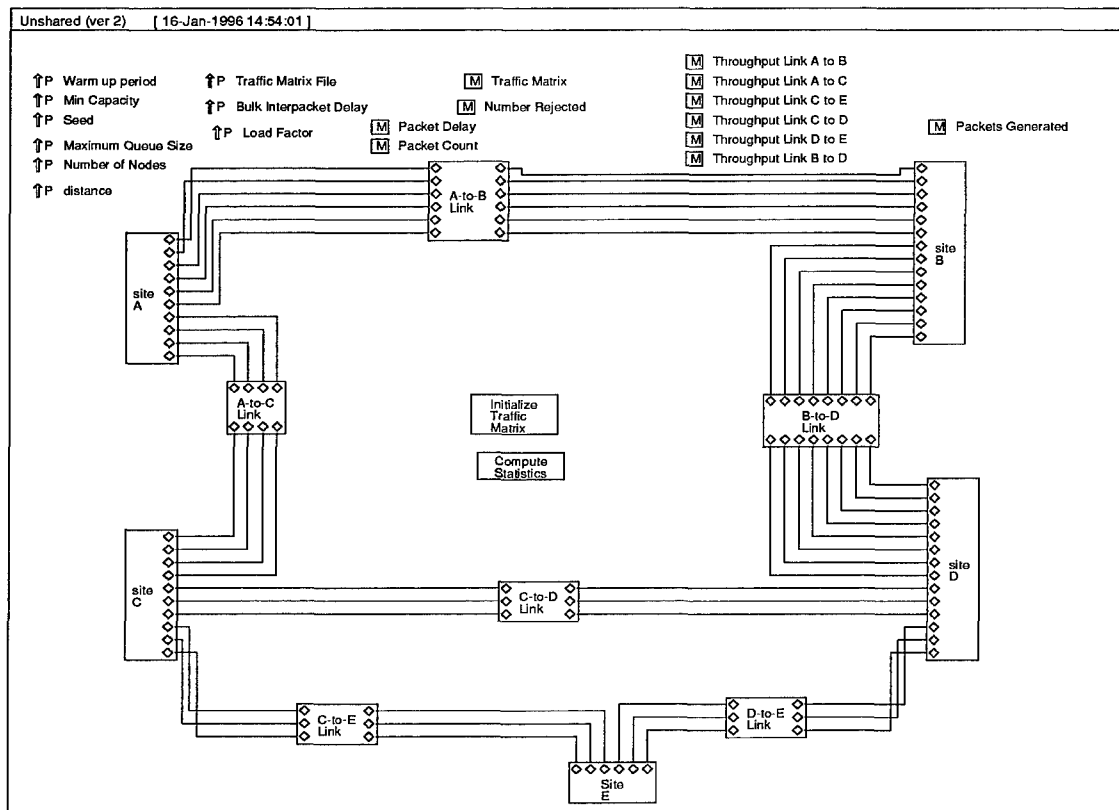 Unshared (ver 2) [ 16-Jan-1996 14:54:01 ]
⇑P Warm up period
⇑P Min Capacity
⇑P Seed
⇑P Maximum Queue Size
⇑P Number of Nodes
⇑P distance
⇑P Traffic Matrix File
⇑P Bulk Interpacket Delay
⇑P Load Factor
M Packet Delay
M Packet Count
M Traffic Matrix
M Number Rejected
M Throughput Link A to B
M Throughput Link A to C
M Throughput Link C to E
M Throughput Link C to D
M Throughput Link D to E
M Throughput Link B to D
M Packets Generated
A-to-B
Link
site
A
site
B
A-to-C
Link
Initialize
Traffic
Matrix
Compute
Statistics
B-to-D
Link
site
C
C-to-D
Link
site
D
C-to-E
Link
D-to-E
Link
Site
E